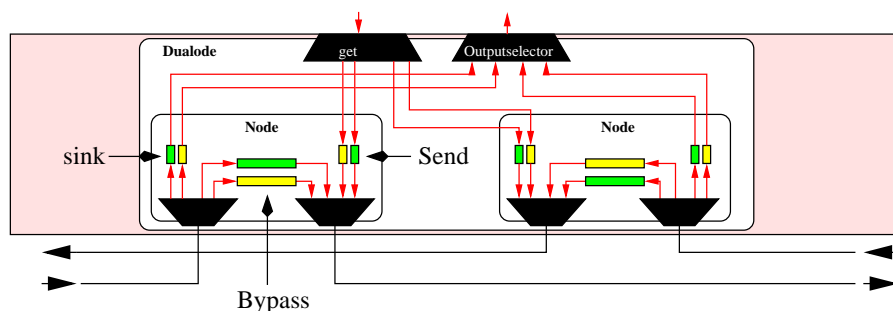 Dualode
get
Outputselector
Node
Node
sink
Send
Bypass